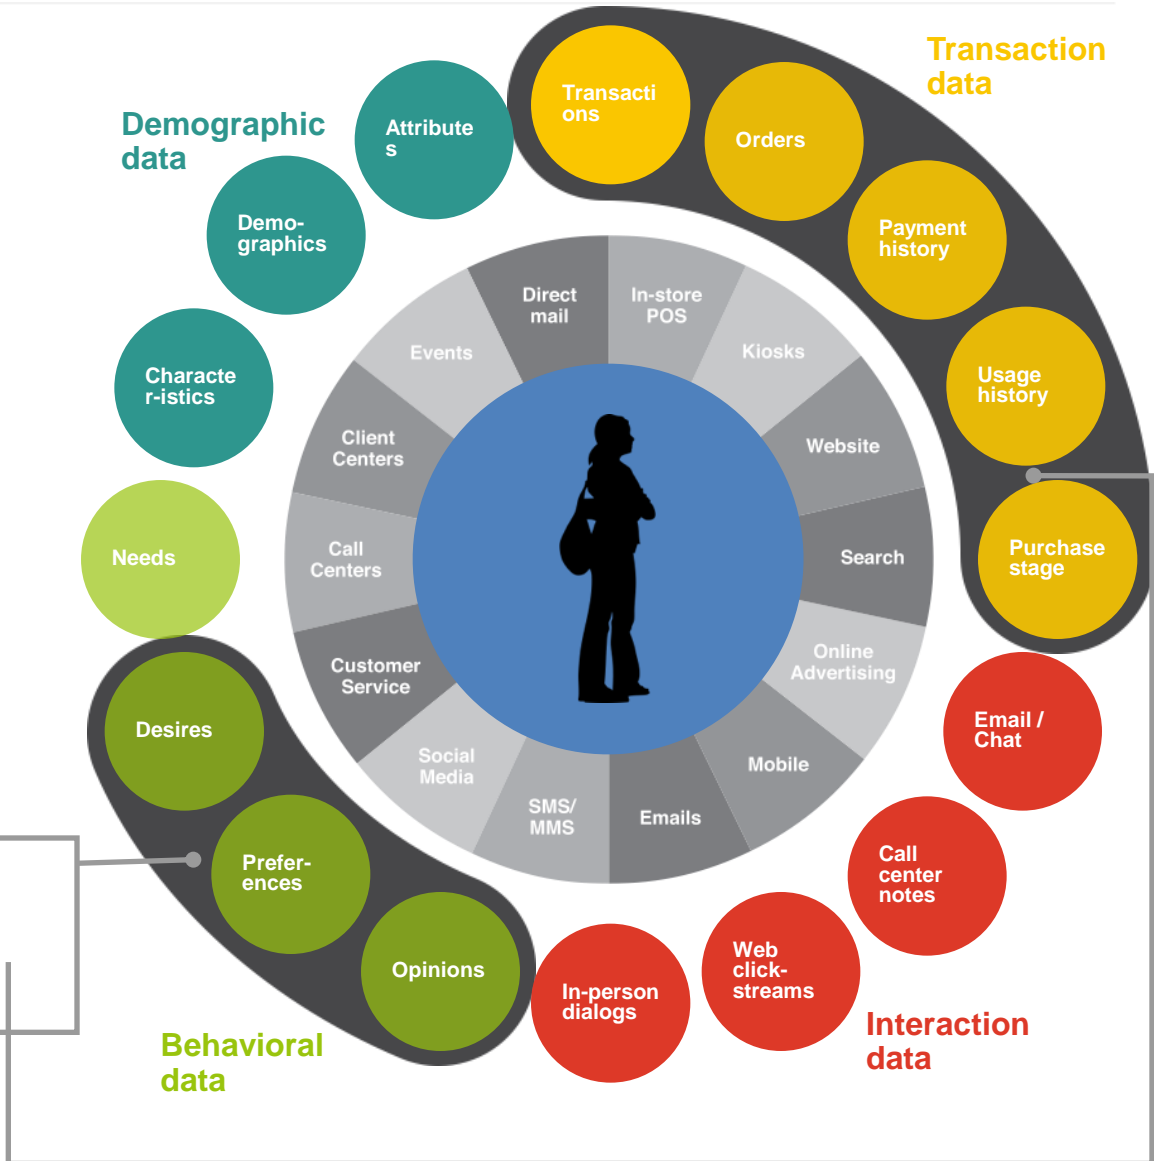 Transaction
data
Demographic
data
Transacti
ons
Orders
Payment
history
Usage
history
Purchase
stage
Email /
Chat
Call
center
notes
Web
click-
streams
In-person
dialogs
Interaction
data
Opinions
Prefer-
ences
Desires
Behavioral
data
Needs
Characte
r-istics
Demo-
graphics
Attribute
s
In-store
POS
Kiosks
Website
Search
Online
Advertising
Mobile
Emails
SMS/
MMS
Social
Media
Customer
Service
Call
Centers
Client
Centers
Events
Direct
mail